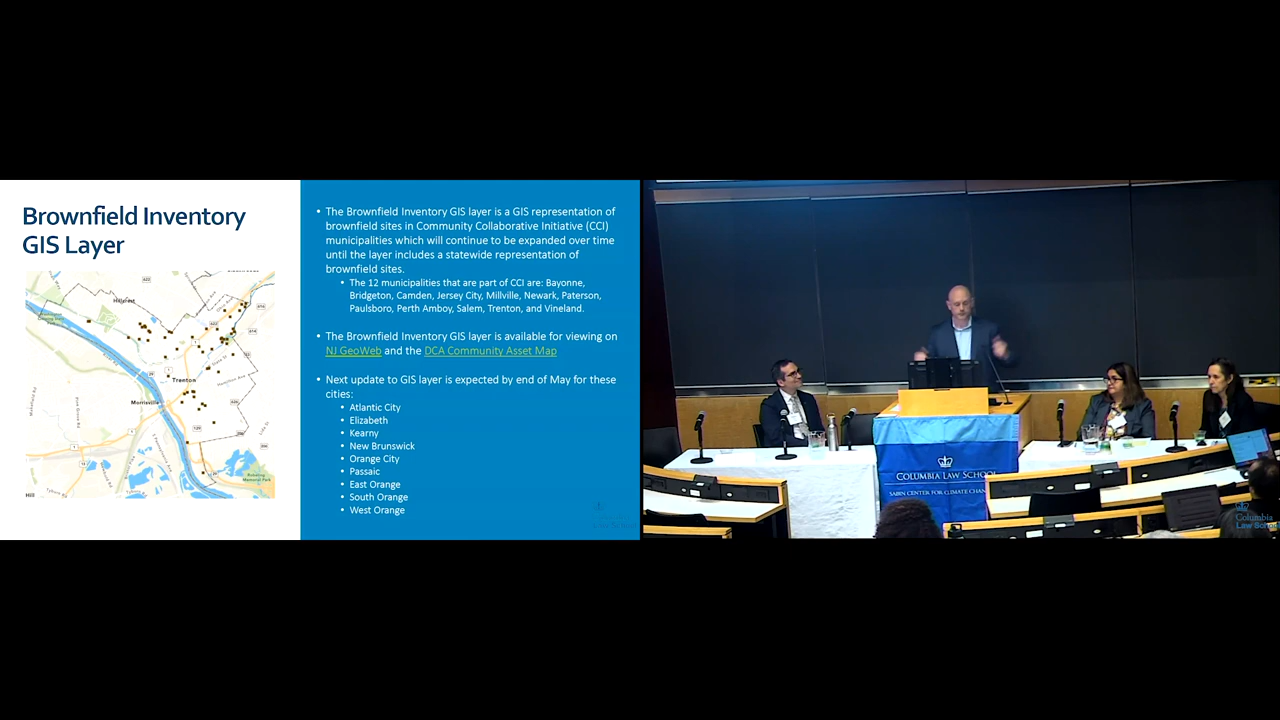 Brownfield Inventory
GIS Layer
Hillcrest
Trenton
Morrisville
• The Brownfield Inventory GIS layer is a GIS representation of
brownfield sites in Community Collaborative Initiative (CCI)
municipalities which will continue to be expanded over time
until the layer includes a statewide representation of
brownfield sites.
• The 12 municipalities that are part of CCI are: Bayonne,
Bridgeton, Camden, Jersey City, Millville, Newark, Paterson,
Paulsboro, Perth Amboy, Salem, Trenton, and Vineland.
• The Brownfield Inventory GIS layer is available for viewing on
NJ GeoWeb and the DCA Community Asset Map
• Next update to GIS layer is expected by end of May for these
cities:
• Atlantic City
• Elizabeth
• Kearny
• New Brunswick
• Orange City
• Passaic
• East Orange
• South Orange
• West Orange
COLUMBIA LAW SCHOOL
SABIN CENTER FOR CLIMATE CHAN
Columbia
Law School